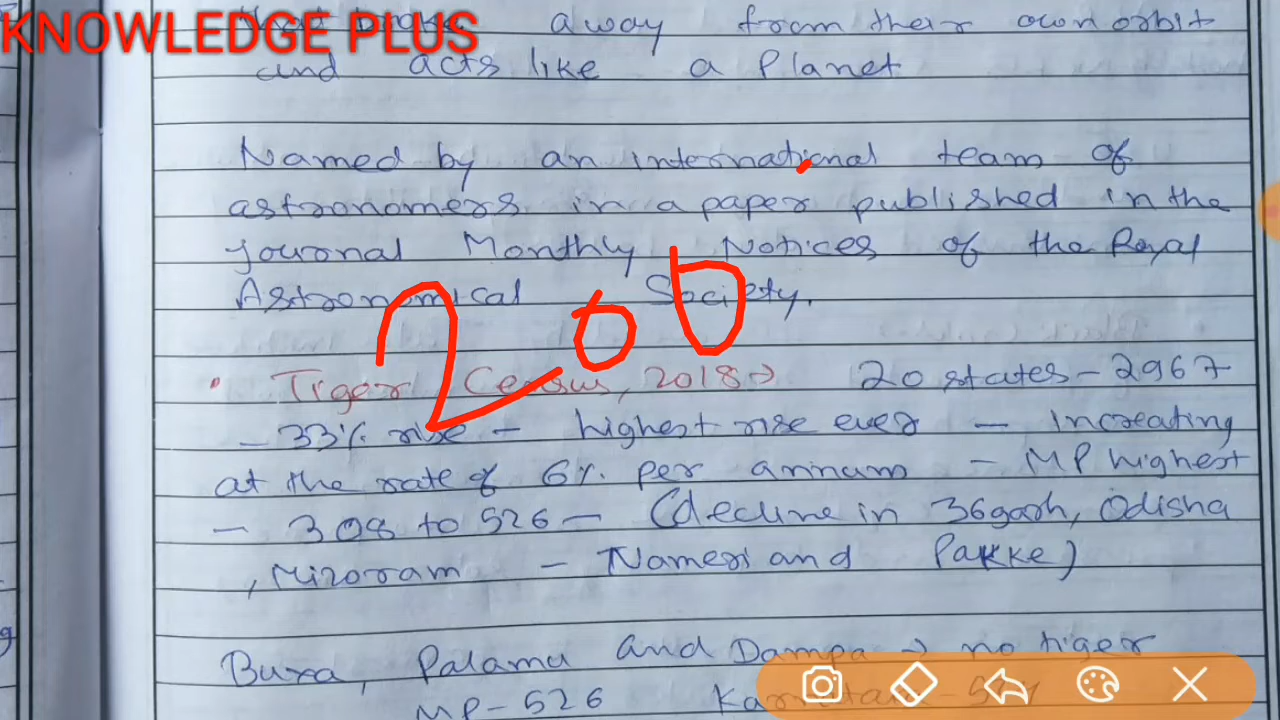 KNOWLEDGE PLUS
away from their own orbit
and acts like a Planet
Named by an international team of
astronomers in a paper published in the
journal Monthly Notices of the Royal
Astronomical Society.
200
• Tiger Census, 2018 → 20 states - 2967
- 33% rise - highest rise ever - increasing
at the rate of 6% per annum - MP highest
- 308 to 526 - (decline in 36garh, Odisha
, Mizoram - Nameri and Pakke)
Buxa, Palamu and Dampa → no tiger
MP - 526